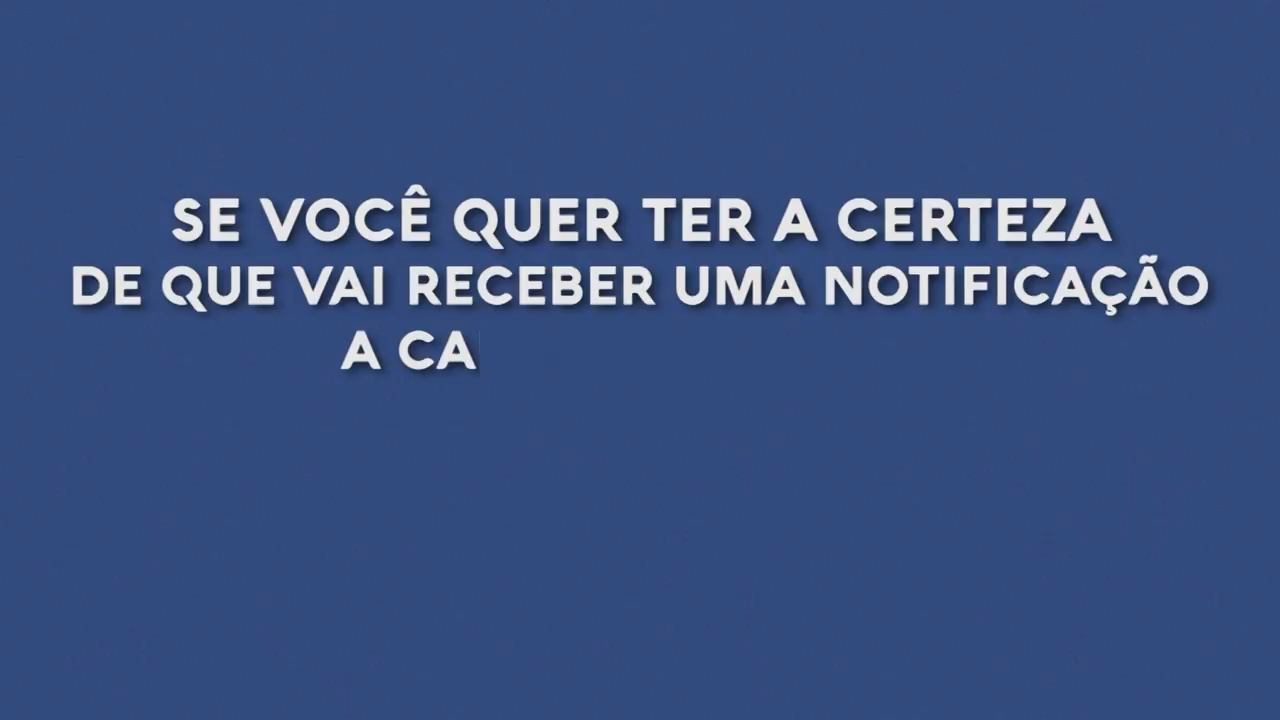 SE VOCÊ QUER TER A CERTEZA
DE QUE VAI RECEBER UMA NOTIFICAÇÃO
A CA